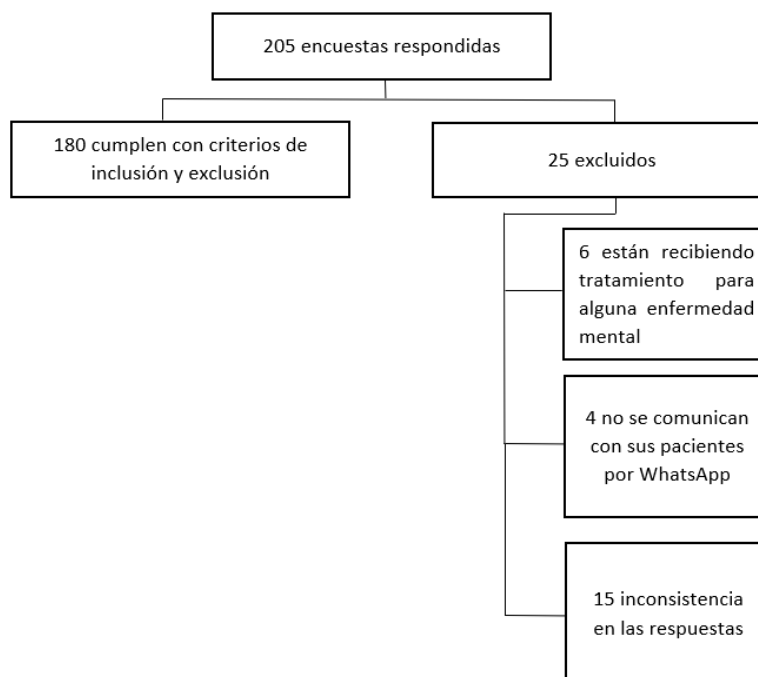 205 encuestas respondidas
180 cumplen con criterios de
inclusión y exclusión
25 excluidos
6 están recibiendo
tratamiento para
alguna enfermedad
mental
4 no se comunican
con sus pacientes
por WhatsApp
15 inconsistencia
en las respuestas